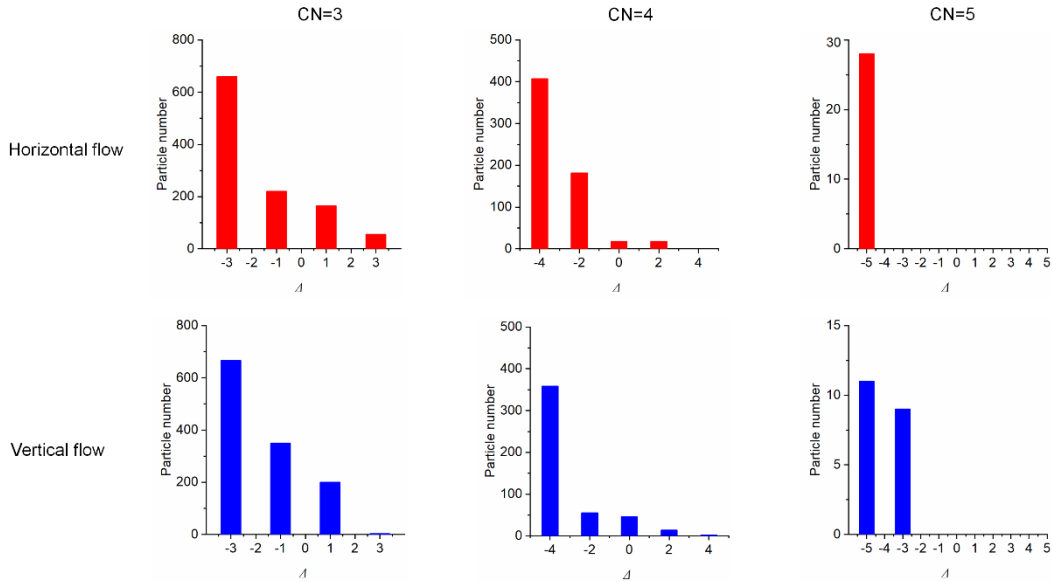 CN=3 CN=4 CN=5
Horizontal flow
Particle number
800
600
400
200
0
-3 -2 -1 0 1 2 3
Δ
Particle number
500
400
300
200
100
0
-4 -2 0 2 4
Δ
Particle number
30
20
10
0
-5 -4 -3 -2 -1 0 1 2 3 4 5
Δ
Vertical flow
Particle number
800
600
400
200
0
-3 -2 -1 0 1 2 3
Δ
Particle number
500
400
300
200
100
0
-4 -2 0 2 4
Δ
Particle number
15
10
5
0
-5 -4 -3 -2 -1 0 1 2 3 4 5
Δ